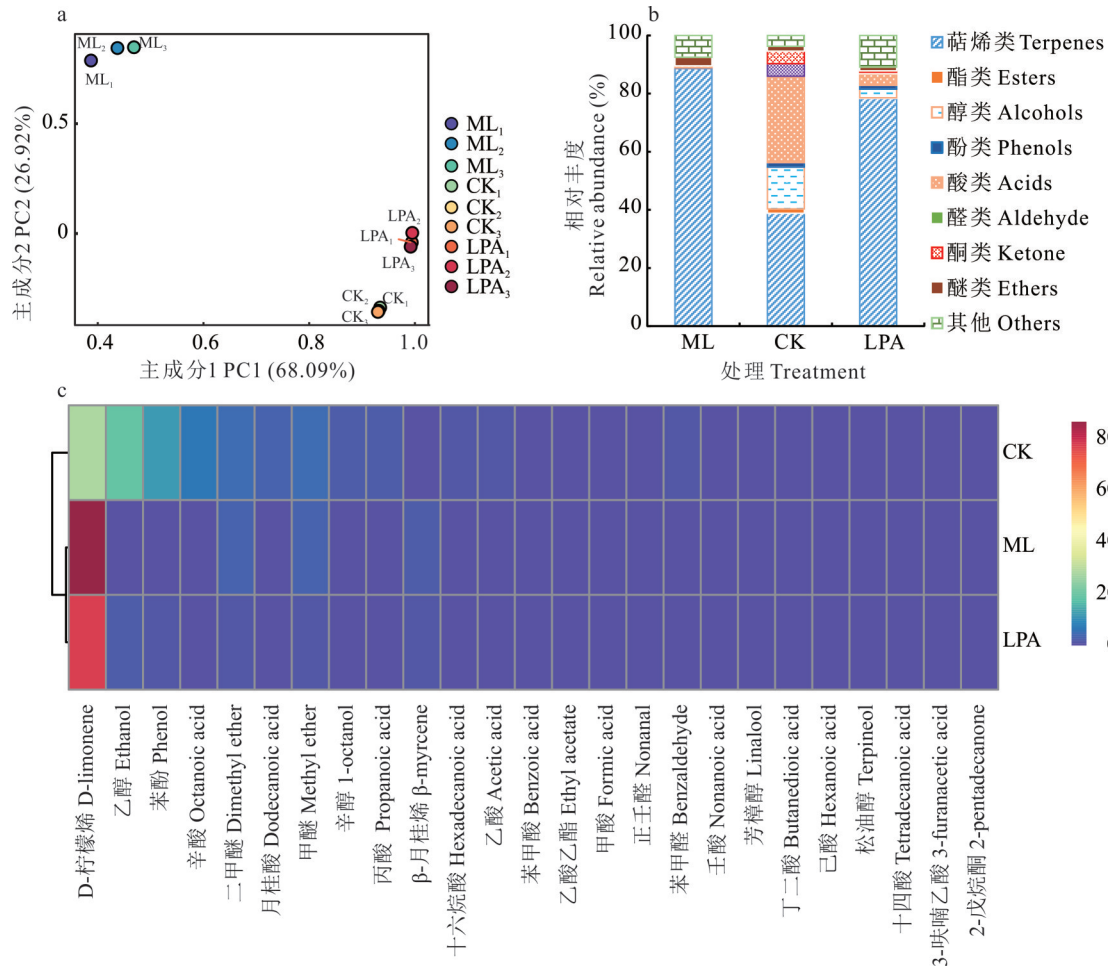 a
ML₂
ML₃
ML₁
LPA₂
LPA₁
LPA₃
CK₂
CK₁
CK₃
0.5
0
0.4
0.6
0.8
1.0
主成分2 PC2 (26.92%)
主成分1 PC1 (68.09%)
ML₁
ML₂
ML₃
CK₁
CK₂
CK₃
LPA₁
LPA₂
LPA₃
b
100
80
60
40
20
0
相对丰度
Relative abundance (%)
ML
CK
LPA
处理 Treatment
萜烯类 Terpenes
酯类 Esters
醇类 Alcohols
酚类 Phenols
酸类 Acids
醛类 Aldehyde
酮类 Ketone
醚类 Ethers
其他 Others
c
CK
ML
LPA
80
60
40
20
D-柠檬烯 D-limonene
乙醇 Ethanol
苯酚 Phenol
辛酸 Octanoic acid
二甲醚 Dimethyl ether
月桂酸 Dodecanoic acid
甲醚 Methyl ether
辛醇 1-octanol
丙酸 Propanoic acid
β-月桂烯 β-myrcene
十六烷酸 Hexadecanoic acid
乙酸 Acetic acid
苯甲酸 Benzoic acid
乙酸乙酯 Ethyl acetate
甲酸 Formic acid
正壬醛 Nonanal
苯甲醛 Benzaldehyde
壬酸 Nonanoic acid
芳樟醇 Linalool
丁二酸 Butanedioic acid
己酸 Hexanoic acid
松油醇 Terpineol
十四酸 Tetradecanoic acid
3-呋喃乙酸 3-furanacetic acid
2-戊烷酮 2-pentadecanone